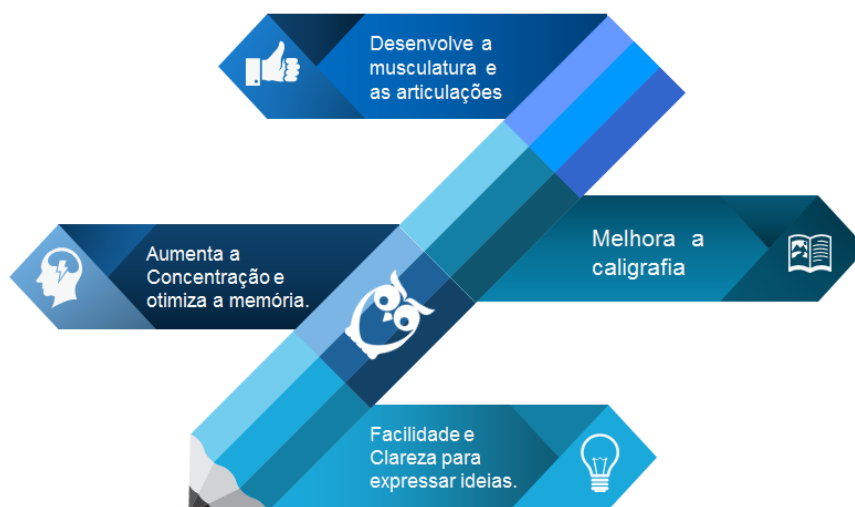 Desenvolve a
musculatura e
as articulações
Aumenta a
Concentração e
otimiza a memória.
Melhora a
caligrafia
Facilidade e
Clareza para
expressar ideias.